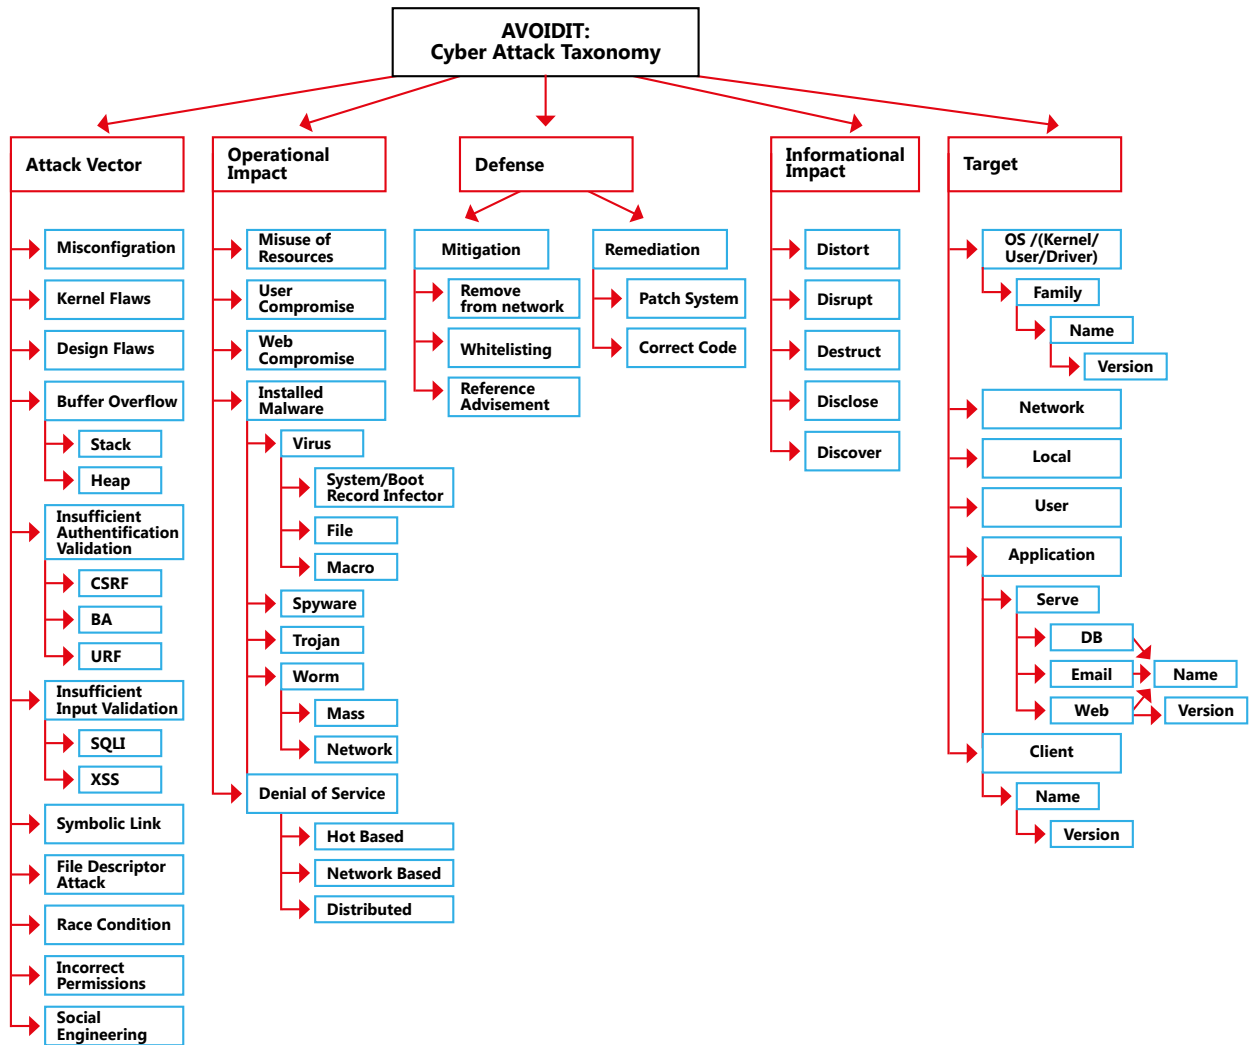 AVOIDIT:
Cyber Attack Taxonomy
Attack Vector
Misconfigration
Kernel Flaws
Design Flaws
Buffer Overflow
Stack
Heap
Insufficient
Authentification
Validation
CSRF
BA
URF
Insufficient
Input Validation
SQLI
XSS
Symbolic Link
File Descriptor
Attack
Race Condition
Incorrect
Permissions
Social
Engineering
Operational
Impact
Misuse of
Resources
User
Compromise
Web
Compromise
Installed
Malware
Virus
System/Boot
Record Infector
File
Macro
Spyware
Trojan
Worm
Mass
Network
Denial of Service
Hot Based
Network Based
Distributed
Defense
Mitigation
Remove
from network
Whitelisting
Reference
Advisement
Remediation
Patch System
Correct Code
Informational
Impact
Distort
Disrupt
Destruct
Disclose
Discover
Target
OS /(Kernel/
User/Driver)
Family
Name
Version
Network
Local
User
Application
Serve
DB
Email
Name
Web
Version
Client
Name
Version